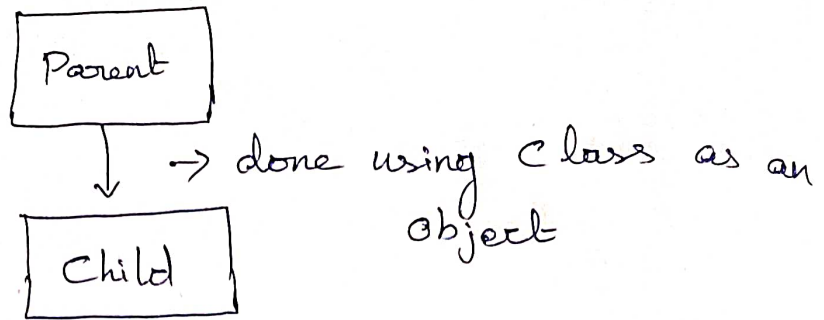 Parent
→ done using Class as an
object
Child